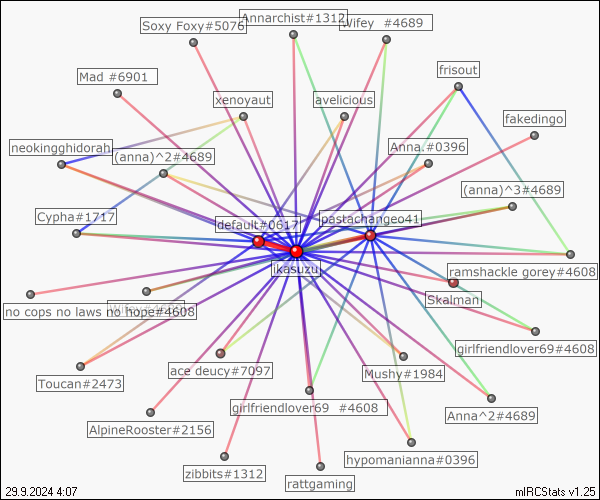 Annarchist#1312
Wifey  #4689
Soxy Foxy#5076
frisout
Mad #6901
xenoyaut
avelicious
fakedingo
neokingghidorah
(anna)^2#4689
Anna.#0396
(anna)^3#4689
Cypha#1717
default#0617
pastachangeo41
ikasuzu
ramshackle gorey#4608
Skalman
no cops no laws no hope#4608
girlfriendlover69#4608
Toucan#2473
ace deucy#7097
Mushy#1984
girlfriendlover69  #4608
Anna^2#4689
AlpineRooster#2156
hypomanianna#0396
zibbits#1312
rattgaming
29.9.2024 4:07
mIRCStats v1.25